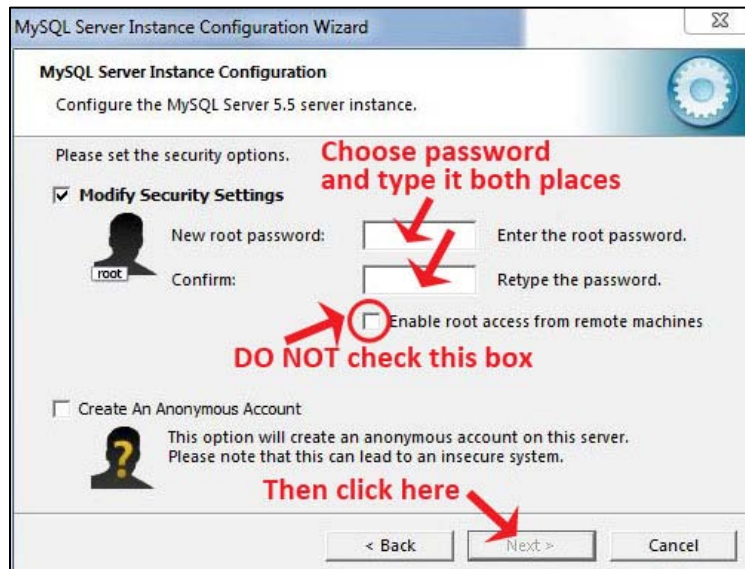 MySQL Server Instance Configuration Wizard
MySQL Server Instance Configuration
Configure the MySQL Server 5.5 server instance.
Please set the security options.
Choose password
and type it both places
Modify Security Settings
New root password:
Enter the root password.
root
Confirm:
Retype the password.
Enable root access from remote machines
DO NOT check this box
Create An Anonymous Account
This option will create an anonymous account on this server.
Please note that this can lead to an insecure system.
Then click here
< Back
Next >
Cancel